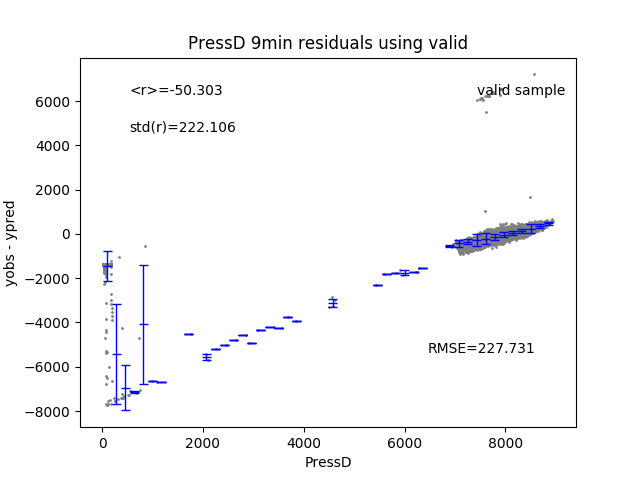 PressD 9min residuals using valid
<r>=-50.303
valid sample
std(r)=222.106
RMSE=227.731
yobs - ypred
6000
4000
2000
0
−2000
−4000
−6000
−8000
0 2000 4000 6000 8000
PressD